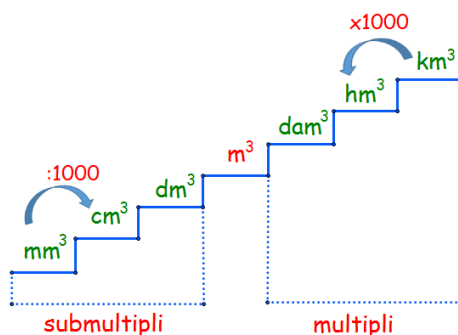 x1000
km³
hm³
dam³
m³
:1000
dm³
cm³
mm³
submultipli
multipli